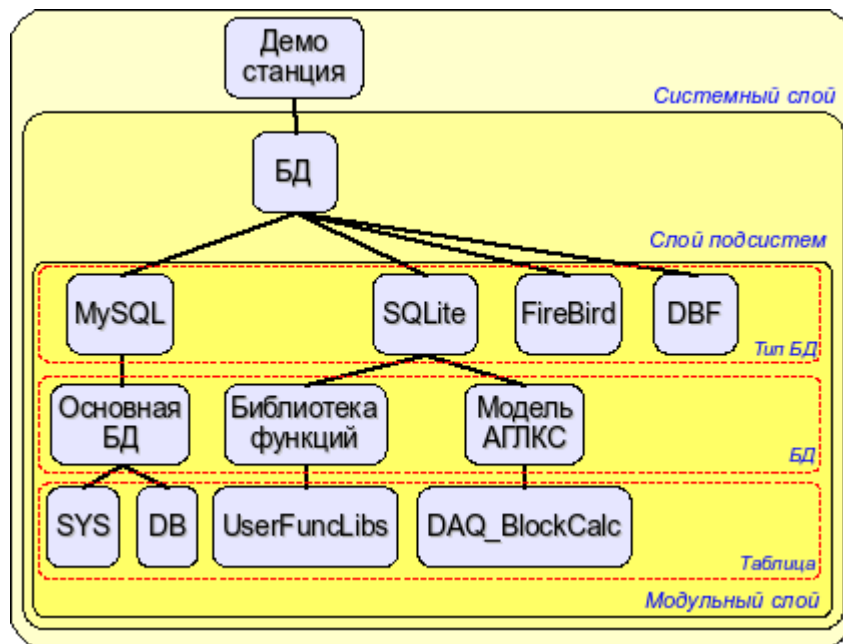 Демо
станция
Системный слой
БД
Слой подсистем
MySQL
SQLite
FireBird
DBF
Тип БД
Основная
БД
Библиотека
функций
Модель
АГЛКС
БД
SYS
DB
UserFuncLibs
DAQ_BlockCalc
Таблица
Модульный слой